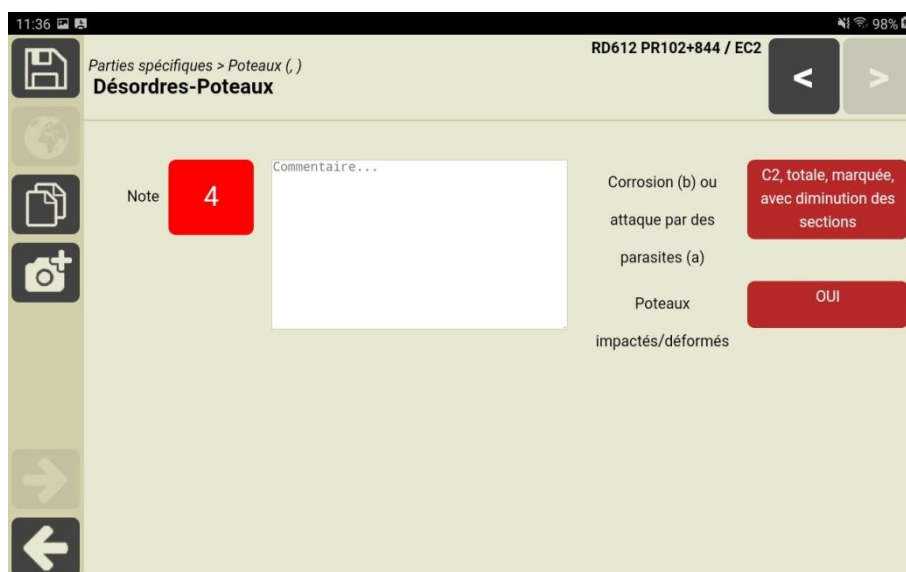 11:36
98%
Parties spécifiques > Poteaux (, )
Désordres-Poteaux
RD612 PR102+844 / EC2
<
>
Note
4
Commentaire...
Corrosion (b) ou
attaque par des
parasites (a)
C2, totale, marquée,
avec diminution des
sections
Poteaux
impactés/déformés
OUI